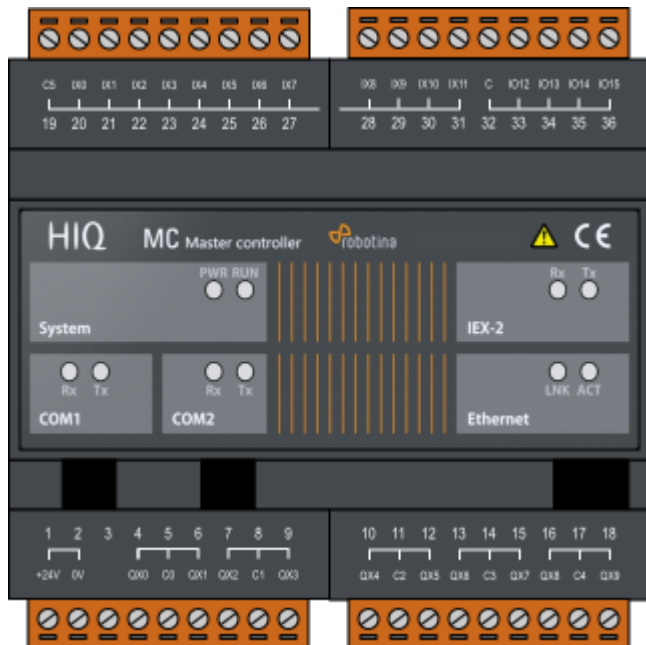 CS IX0 IX1 IX2 IX3 IX4 IX5 IX6 IX7
19 20 21 22 23 24 25 26 27
IX8 IX9 IX10 IX11 C IO12 IO13 IO14 IO15
28 29 30 31 32 33 34 35 36
HIQ MC Master controller robotina CE
PWR RUN
System
Rx Tx
IEX-2
Rx Tx
COM1
Rx Tx
COM2
LNK ACT
Ethernet
1 2 3 4 5 6 7 8 9
+24V 0V QX0 C0 QX1 QX2 C1 QX3
10 11 12 13 14 15 16 17 18
QX4 C2 QX5 QX6 C3 QX7 QX8 C4 QX9